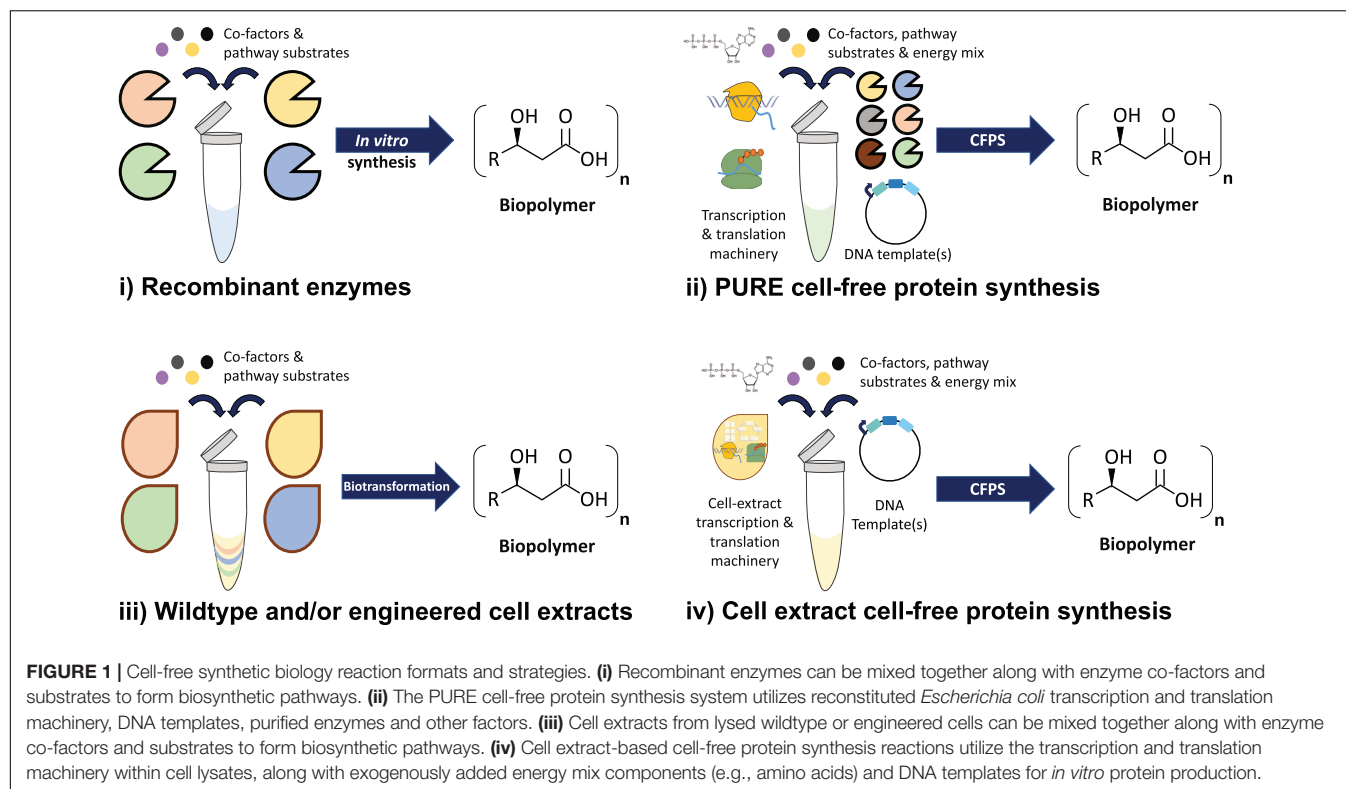 Co-factors &
pathway substrates
In vitro
synthesis
OH
O
R
OH
n
Biopolymer
i) Recombinant enzymes
Co-factors, pathway
substrates & energy mix
Transcription
& translation
machinery
DNA template(s)
CFPS
OH
O
R
OH
n
Biopolymer
ii) PURE cell-free protein synthesis
Co-factors &
pathway substrates
Biotransformation
OH
O
R
OH
n
Biopolymer
iii) Wildtype and/or engineered cell extracts
Co-factors, pathway
substrates & energy mix
Cell-extract
transcription &
translation
machinery
DNA
Template(s)
CFPS
OH
O
R
OH
n
Biopolymer
iv) Cell extract cell-free protein synthesis
FIGURE 1 | Cell-free synthetic biology reaction formats and strategies. (i) Recombinant enzymes can be mixed together along with enzyme co-factors and
substrates to form biosynthetic pathways. (ii) The PURE cell-free protein synthesis system utilizes reconstituted Escherichia coli transcription and translation
machinery, DNA templates, purified enzymes and other factors. (iii) Cell extracts from lysed wildtype or engineered cells can be mixed together along with enzyme
co-factors and substrates to form biosynthetic pathways. (iv) Cell extract-based cell-free protein synthesis reactions utilize the transcription and translation
machinery within cell lysates, along with exogenously added energy mix components (e.g., amino acids) and DNA templates for in vitro protein production.